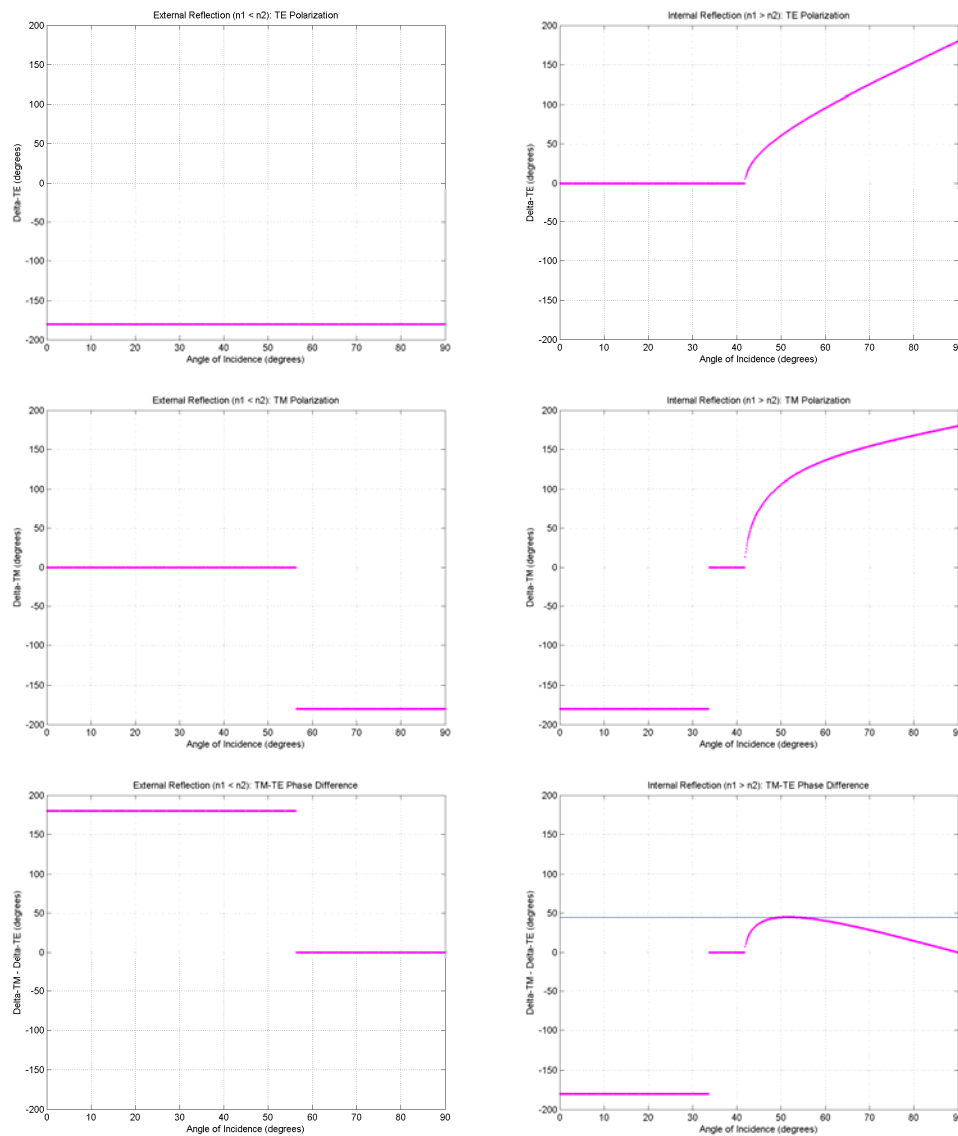 External Reflection (n1 < n2): TE Polarization
200
150
100
50
0
-50
-100
-150
-200
Delta-TE (degrees)
0 10 20 30 40 50 60 70 80 90
Angle of Incidence (degrees)
Internal Reflection (n1 > n2): TE Polarization
200
150
100
50
0
-50
-100
-150
-200
Delta-TE (degrees)
0 10 20 30 40 50 60 70 80 90
Angle of Incidence (degrees)
External Reflection (n1 < n2): TM Polarization
200
150
100
50
0
-50
-100
-150
-200
Delta-TM (degrees)
0 10 20 30 40 50 60 70 80 90
Angle of Incidence (degrees)
Internal Reflection (n1 > n2): TM Polarization
200
150
100
50
0
-50
-100
-150
-200
Delta-TM (degrees)
0 10 20 30 40 50 60 70 80 90
Angle of Incidence (degrees)
External Reflection (n1 < n2): TM-TE Phase Difference
200
150
100
50
0
-50
-100
-150
-200
Delta-TM - Delta-TE (degrees)
0 10 20 30 40 50 60 70 80 90
Angle of Incidence (degrees)
Internal Reflection (n1 > n2): TM-TE Phase Difference
200
150
100
50
0
-50
-100
-150
-200
Delta-TM - Delta-TE (degrees)
0 10 20 30 40 50 60 70 80 90
Angle of Incidence (degrees)